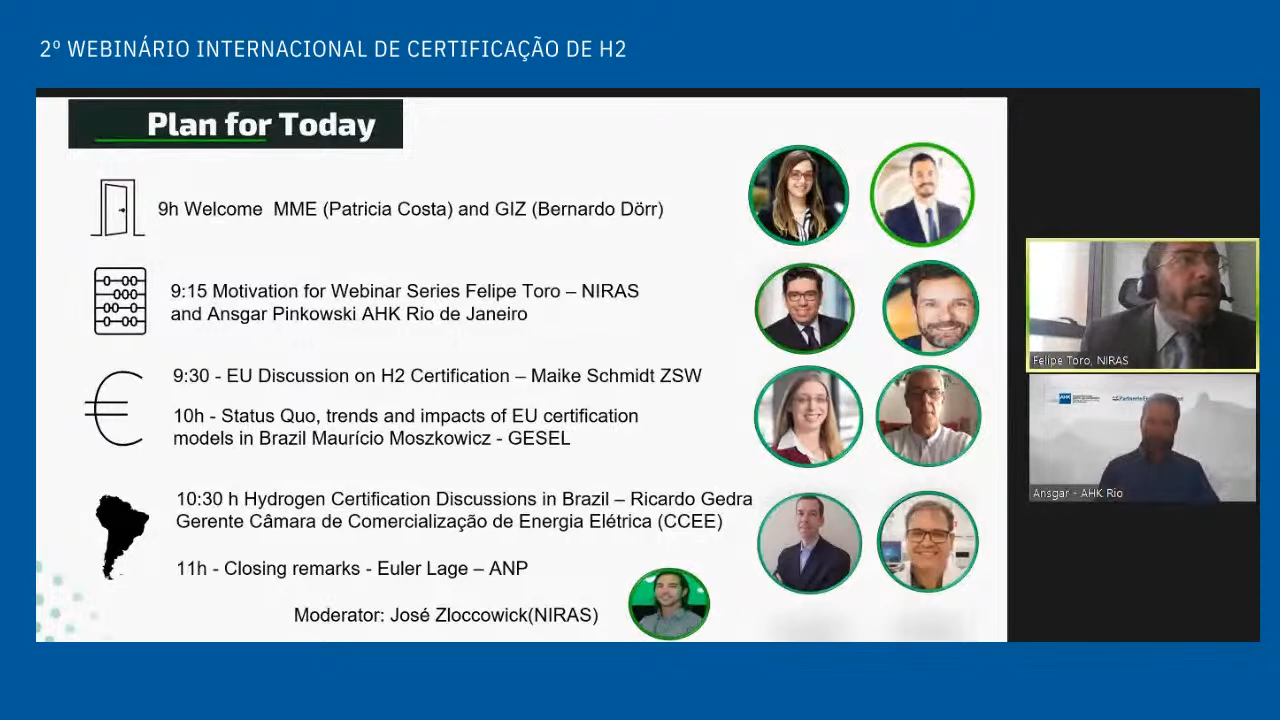 2º WEBINÁRIO INTERNACIONAL DE CERTIFICAÇÃO DE H2
Plan for Today
9h Welcome MME (Patricia Costa) and GIZ (Bernardo Dörr)
9:15 Motivation for Webinar Series Felipe Toro – NIRAS
and Ansgar Pinkowski AHK Rio de Janeiro
9:30 - EU Discussion on H2 Certification – Maike Schmidt ZSW
10h - Status Quo, trends and impacts of EU certification
models in Brazil Maurício Moszkowicz - GESEL
10:30 h Hydrogen Certification Discussions in Brazil – Ricardo Gedra
Gerente Câmara de Comercialização de Energia Elétrica (CCEE)
11h - Closing remarks - Euler Lage – ANP
Moderator: José Zloccowick(NIRAS)
Felipe Toro, NIRAS
AHK
Ansgar - AHK Rio